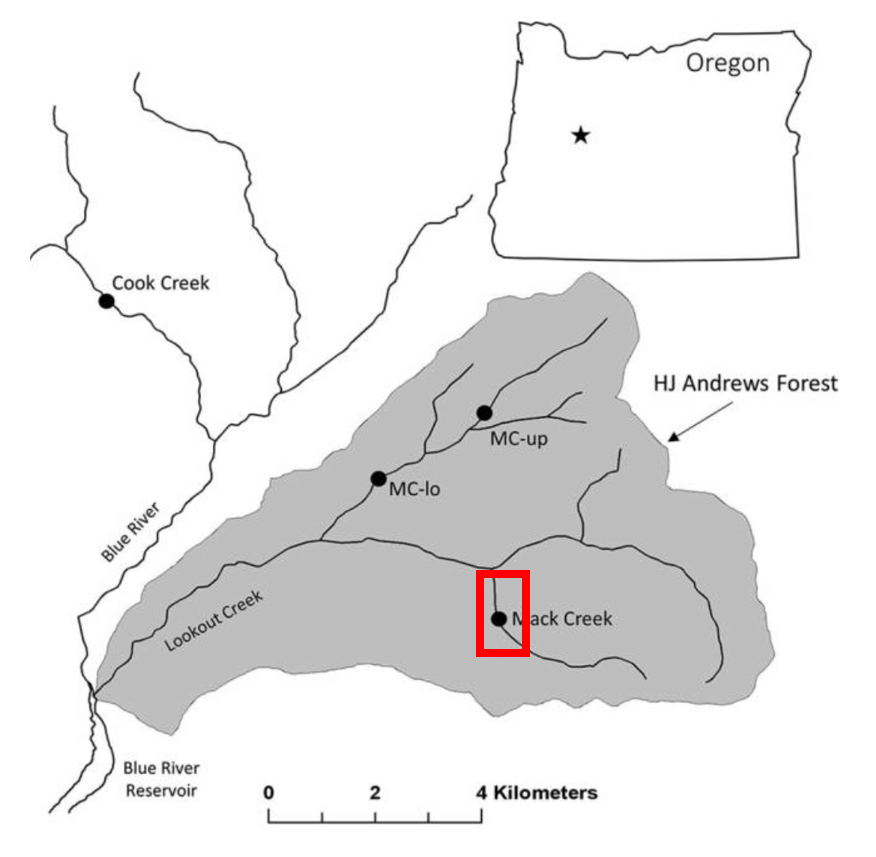 Oregon
Cook Creek
HJ Andrews Forest
MC-up
MC-lo
Blue River
Lookout Creek
Mack Creek
Blue River
Reservoir
0 2 4 Kilometers